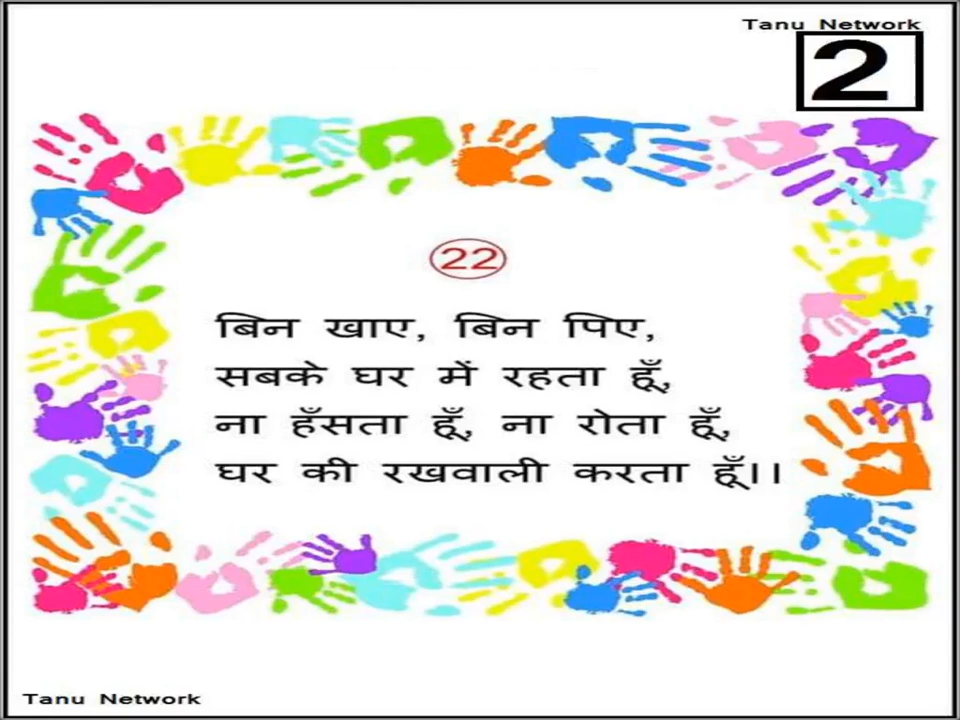 Tanu Network
2
22
बिन खाए, बिन पिए,
सबके घर में रहता हूँ,
ना हँसता हूँ, ना रोता हूँ,
घर की रखवाली करता हूँ।।
Tanu Network